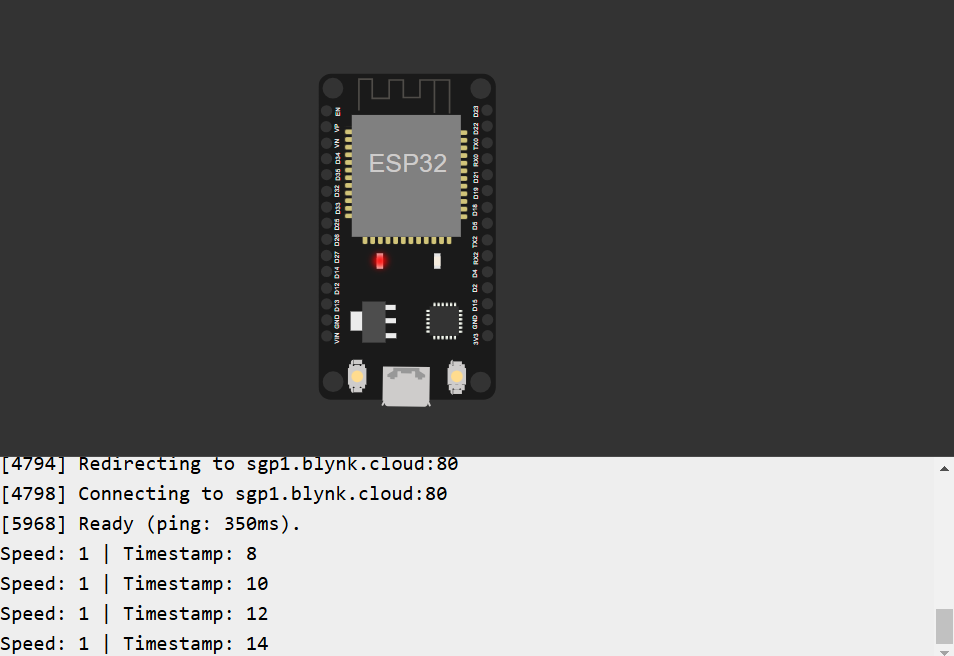 ESP32
EN
VP
VN
D34
D35
D32
D33
D25
D26
D27
D14
D12
D13
GND
VIN
D23
D22
TX0
RX0
D21
D19
D18
D5
TX2
RX2
D4
D2
D15
GND
3V3
[4794] Redirecting to sgp1.blynk.cloud:80
[4798] Connecting to sgp1.blynk.cloud:80
[5968] Ready (ping: 350ms).
Speed: 1 | Timestamp: 8
Speed: 1 | Timestamp: 10
Speed: 1 | Timestamp: 12
Speed: 1 | Timestamp: 14